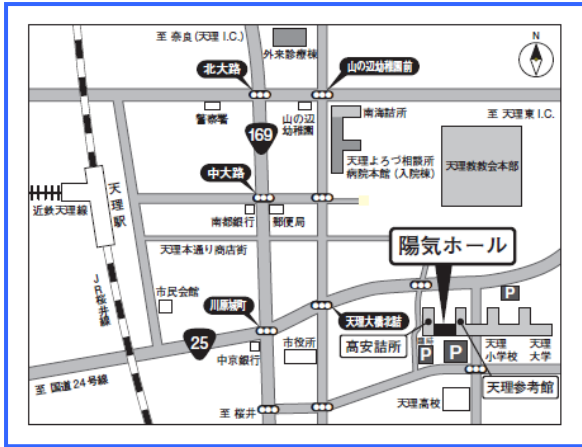 至 奈良(天理 I.C.)
外来診療棟
N
北大路
山の辺幼稚園前
警察署
山の辺
幼稚園
南海詰所
至 天理東 I.C.
169
天理よろづ相談所
病院本館(入院棟)
天理教教会本部
中大路
天理駅
近鉄天理線
南都銀行
郵便局
天理本通り商店街
陽気ホール
JR桜井線
市民会館
川原城町
天理大橋北詰
P
25
中京銀行
市役所
高安詰所
P
P
天理
小学校
天理
大学
至 国道24号線
天理参考館
天理高校
至 桜井